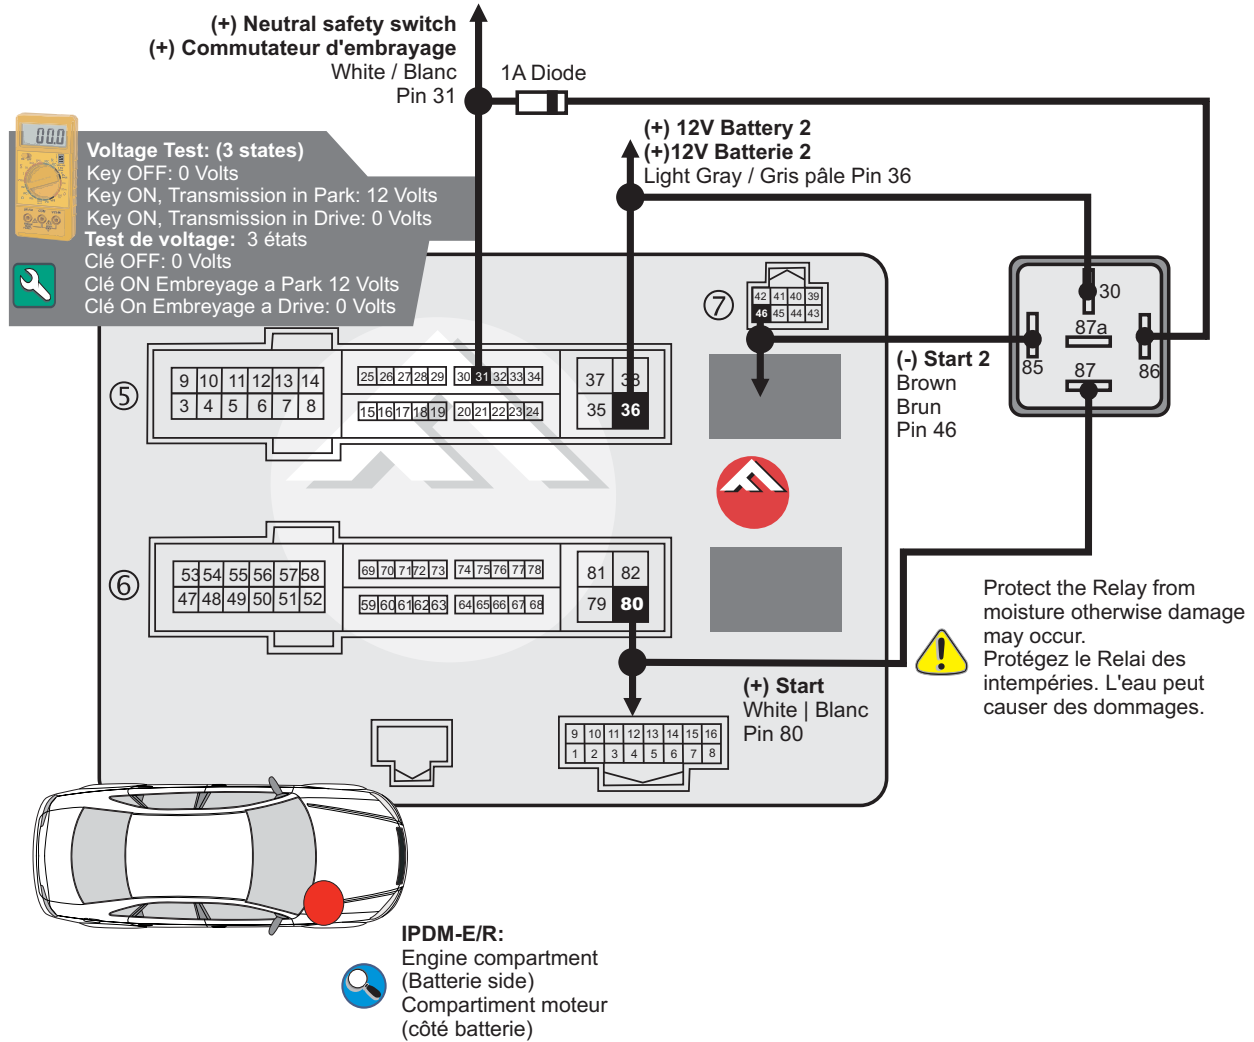 (+) Neutral safety switch
(+) Commutateur d'embrayage
White / Blanc
Pin 31
1A Diode
00.0
Voltage Test: (3 states)
Key OFF: 0 Volts
Key ON, Transmission in Park: 12 Volts
Key ON, Transmission in Drive: 0 Volts
Test de voltage: 3 états
Clé OFF: 0 Volts
Clé ON Embreyage a Park 12 Volts
Clé On Embreyage a Drive: 0 Volts
(+) 12V Battery 2
(+)12V Batterie 2
Light Gray / Gris pâle Pin 36
7
42 41 40 39
46 45 44 43
30
87a
85
87
86
(-) Start 2
Brown
Brun
Pin 46
5
9 10 11 12 13 14
3 4 5 6 7 8
25 26 27 28 29 30 31 32 33 34
15 16 17 18 19 20 21 22 23 24
37 38
35 36
6
53 54 55 56 57 58
47 48 49 50 51 52
69 70 71 72 73 74 75 76 77 78
59 60 61 62 63 64 65 66 67 68
81 82
79 80
(+) Start
White | Blanc
Pin 80
9 10 11 12 13 14 15 16
1 2 3 4 5 6 7 8
Protect the Relay from
moisture otherwise damage
may occur.
Protégez le Relai des
intempéries. L'eau peut
causer des dommages.
IPDM-E/R:
Engine compartment
(Batterie side)
Compartiment moteur
(côté batterie)